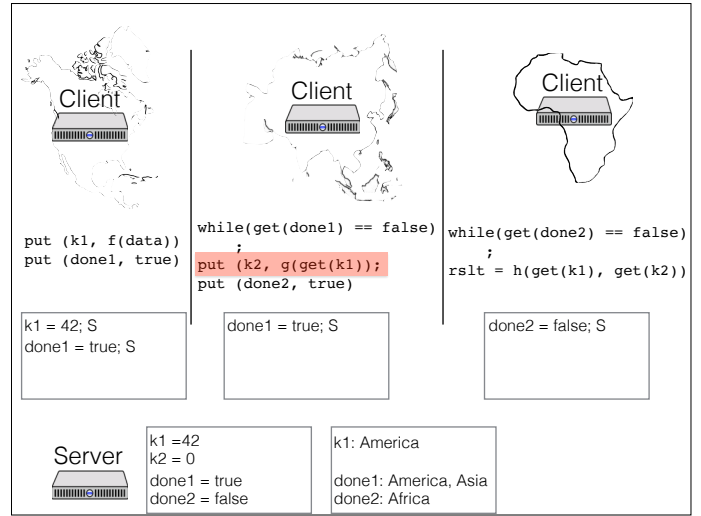 Client
Client
Client
put (k1, f(data))
put (done1, true)
while(get(done1) == false)
;
put (k2, g(get(k1));
put (done2, true)
while(get(done2) == false)
;
rslt = h(get(k1), get(k2))
k1 = 42; S
done1 = true; S
done1 = true; S
done2 = false; S
Server
k1 =42
k2 = 0
done1 = true
done2 = false
k1: America
done1: America, Asia
done2: Africa